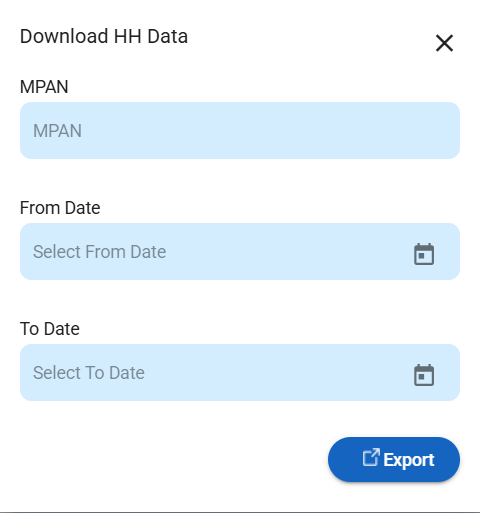 Download HH Data
MPAN
MPAN
From Date
Select From Date
To Date
Select To Date
Export